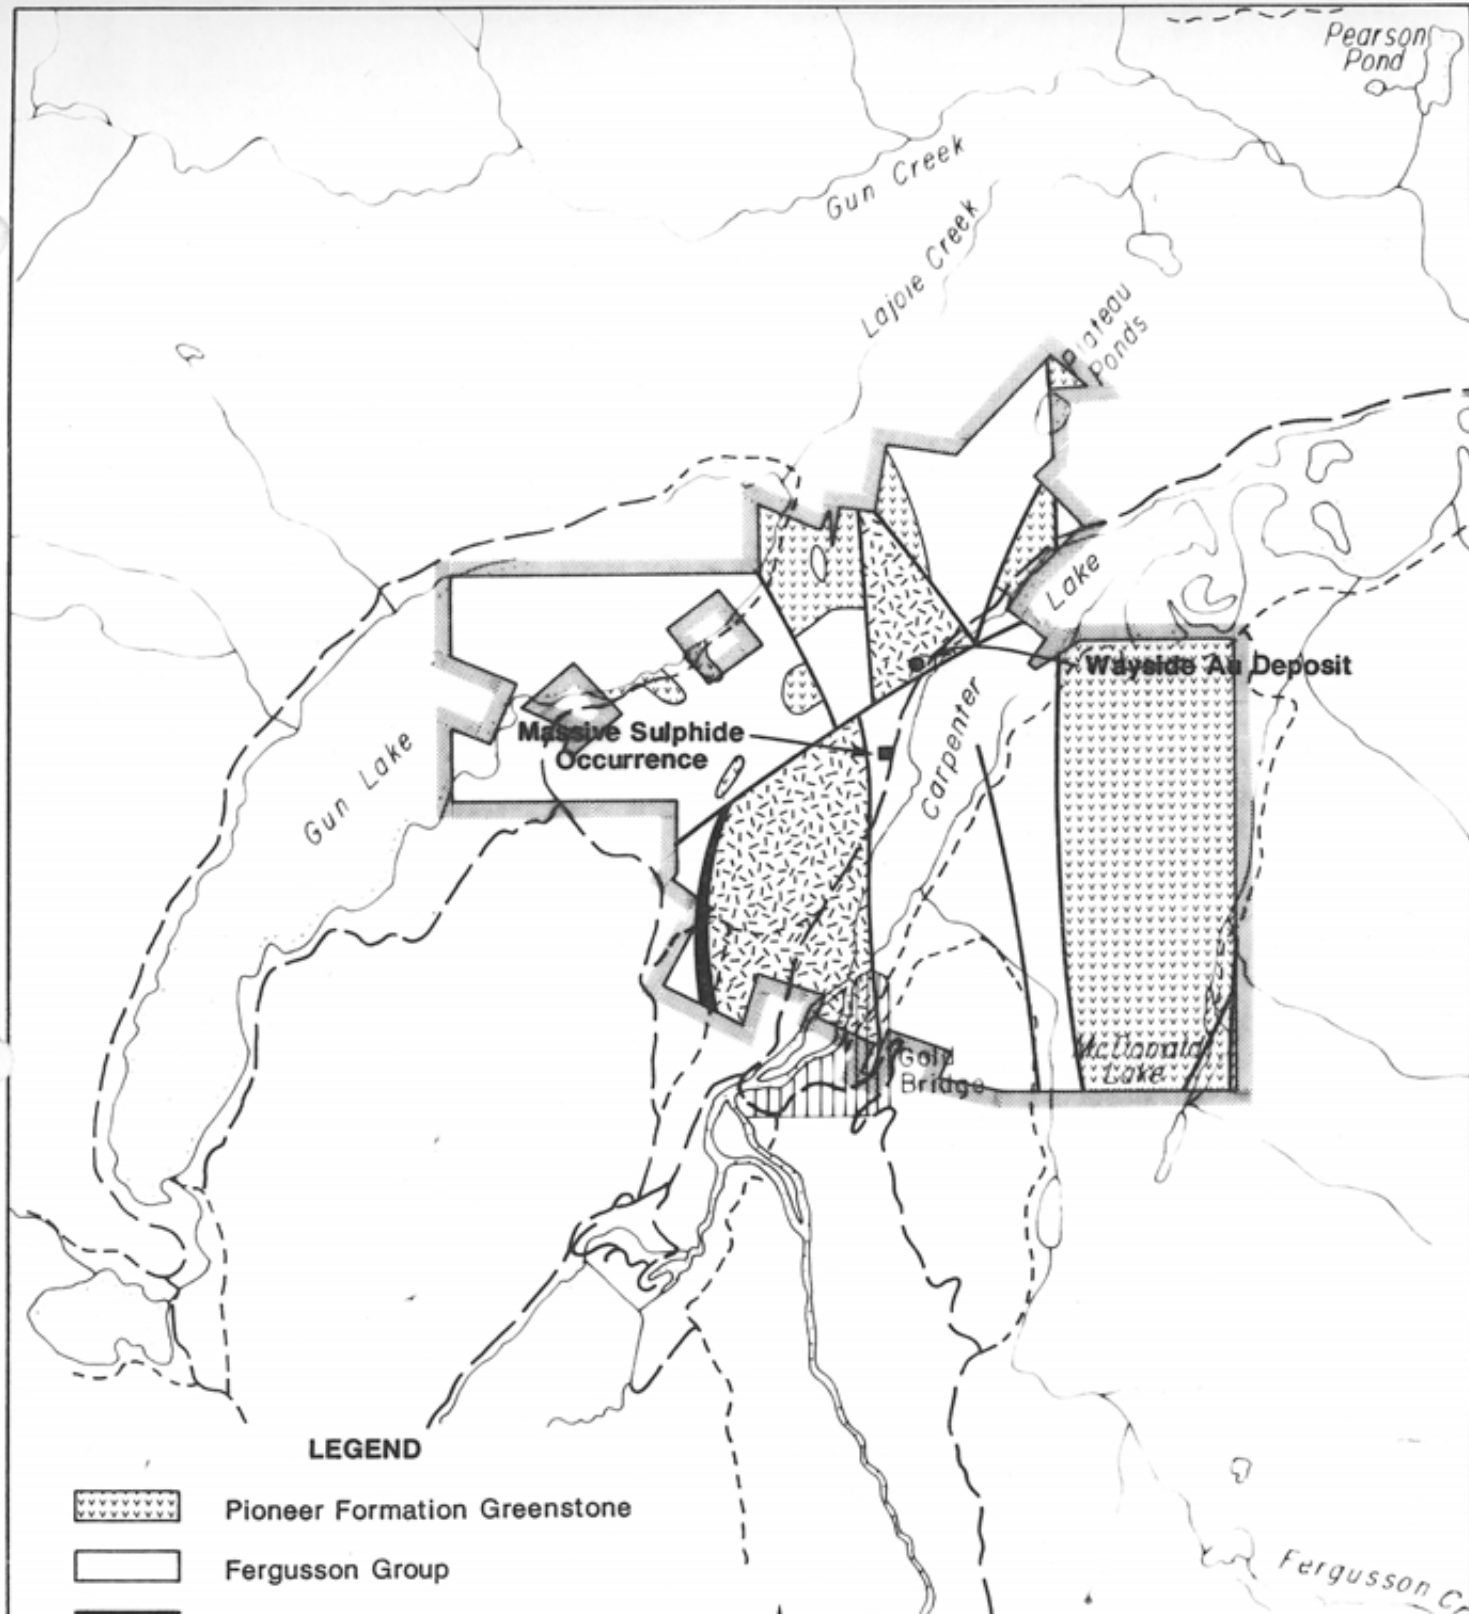 Pearson
Pond
Gun Creek
Lajoie Creek
Plateau
Ponds
Lake
Wayside Au Deposit
Massive Sulphide
Occurrence
Carpenter
Gun Lake
McDonald
Lake
Gold
Bridge
LEGEND
Pioneer Formation Greenstone
Fergusson Group
Fergusson